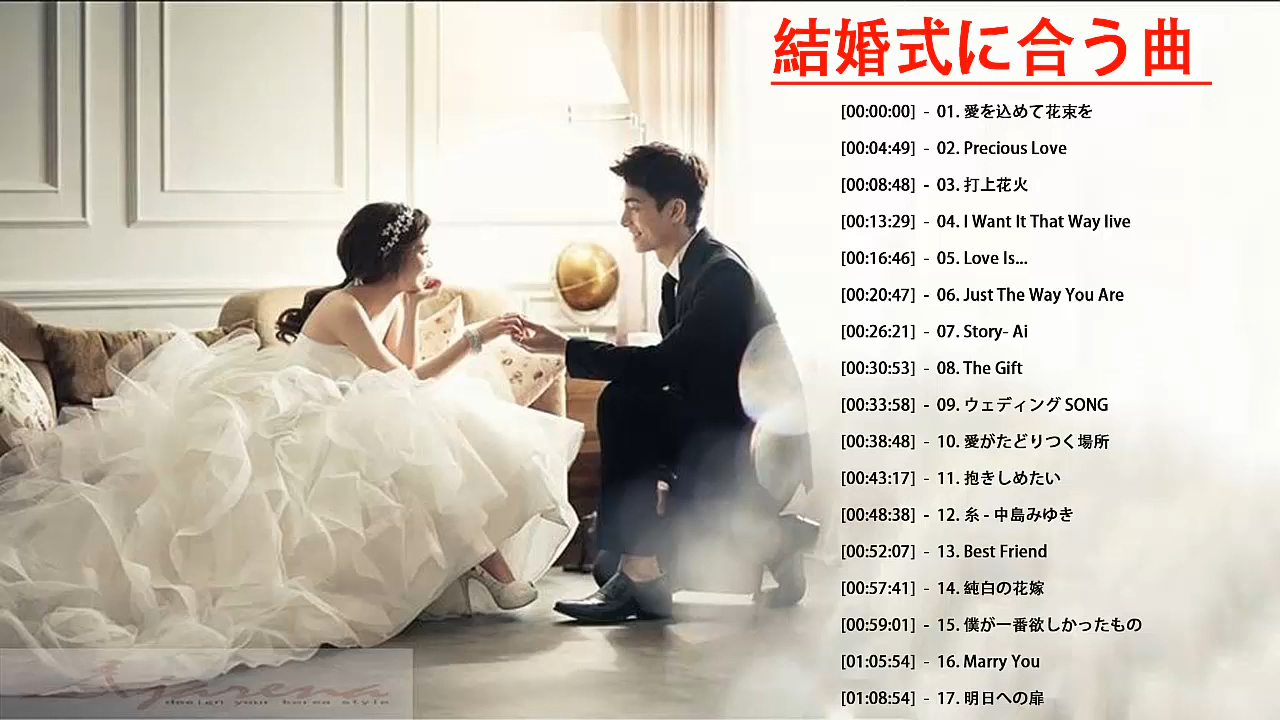 結婚式に合う曲
[00:00:00] - 01. 愛を込めて花束を
[00:04:49] - 02. Precious Love
[00:08:48] - 03. 打上花火
[00:13:29] - 04. I Want It That Way live
[00:16:46] - 05. Love Is...
[00:20:47] - 06. Just The Way You Are
[00:26:21] - 07. Story- Ai
[00:30:53] - 08. The Gift
[00:33:58] - 09. ウェディング SONG
[00:38:48] - 10. 愛がたどりつく場所
[00:43:17] - 11. 抱きしめたい
[00:48:38] - 12. 糸 - 中島みゆき
[00:52:07] - 13. Best Friend
[00:57:41] - 14. 純白の花嫁
[00:59:01] - 15. 僕が一番欲しかったもの
[01:05:54] - 16. Marry You
[01:08:54] - 17. 明日への扉
design your korea style